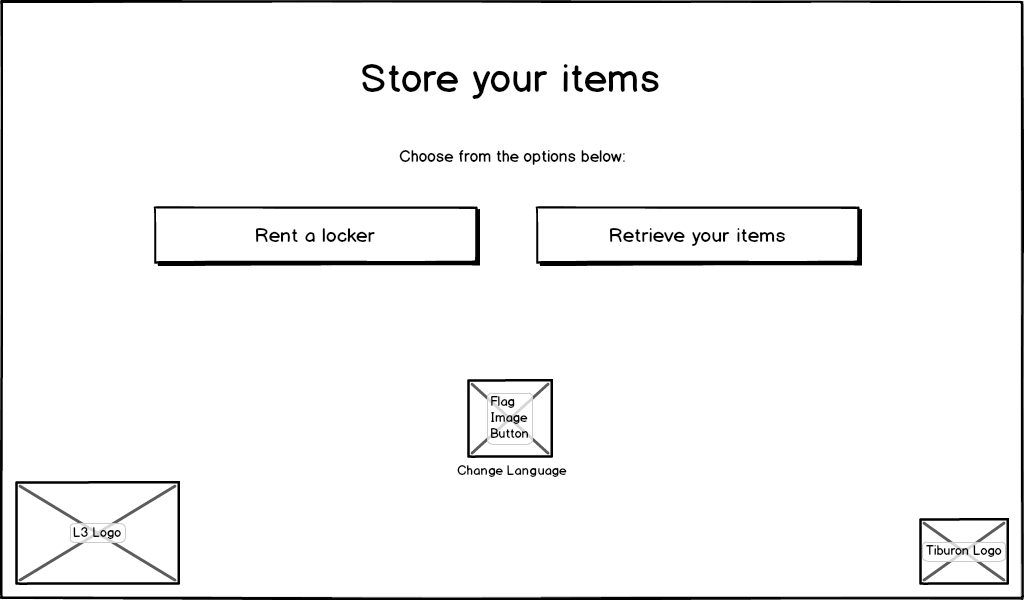 Store your items
Choose from the options below:
Rent a locker
Retrieve your items
Flag
Image
Button
Change Language
L3 Logo
Tiburon Logo